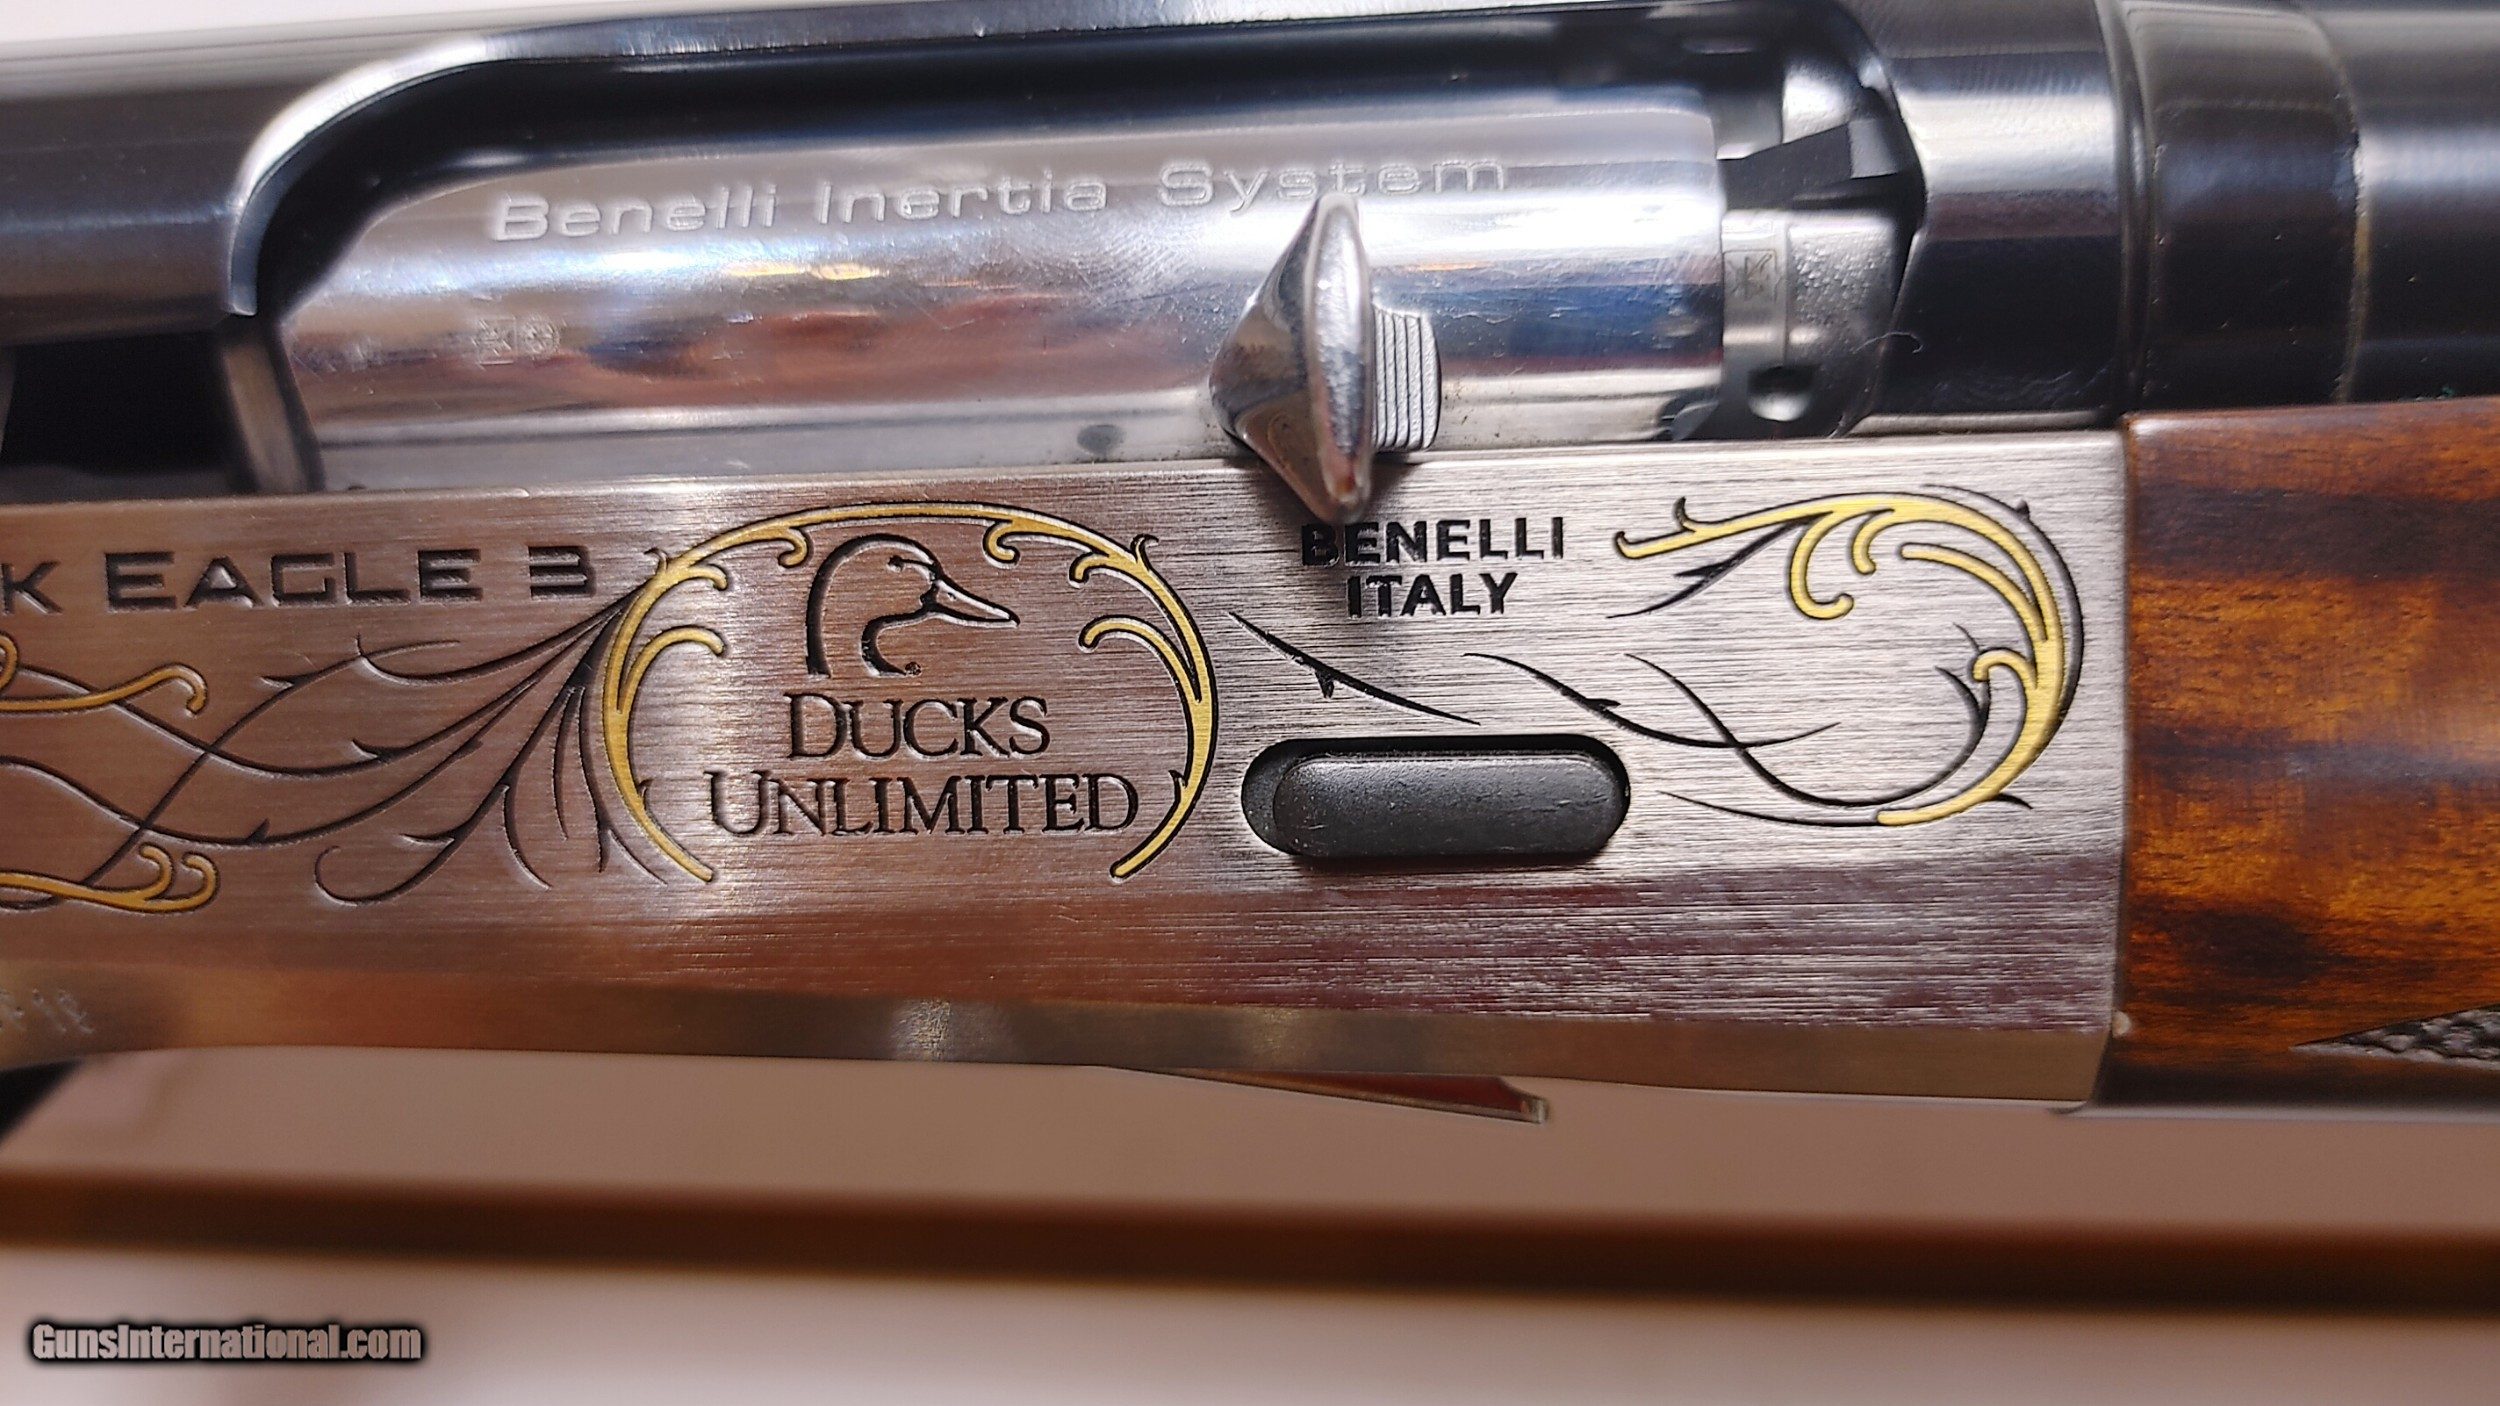 Benelli Inertia System
K EAGLE 3
BENELLI
ITALY
DUCKS
UNLIMITED
GunsInternational.com